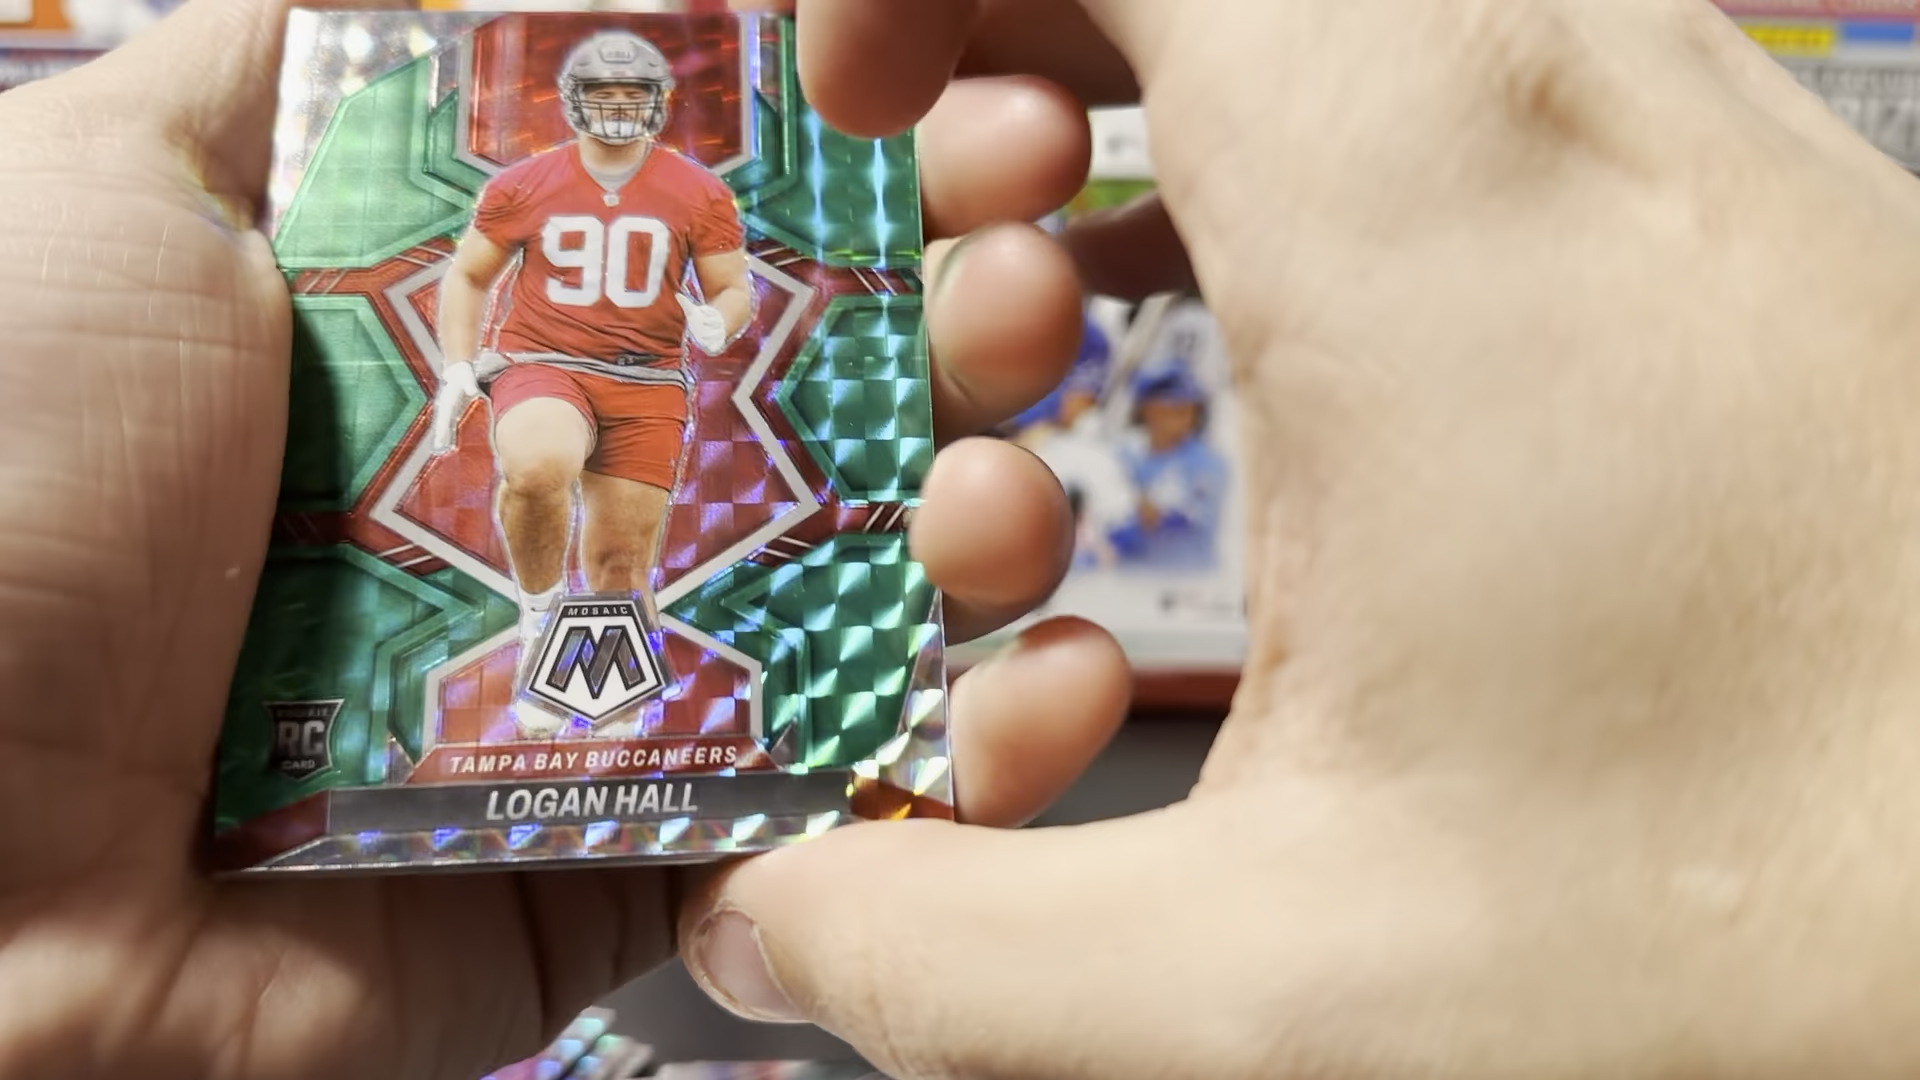 90
MOSAIC
M
ROOKIE
RC
CARD
TAMPA BAY BUCCANEERS
LOGAN HALL